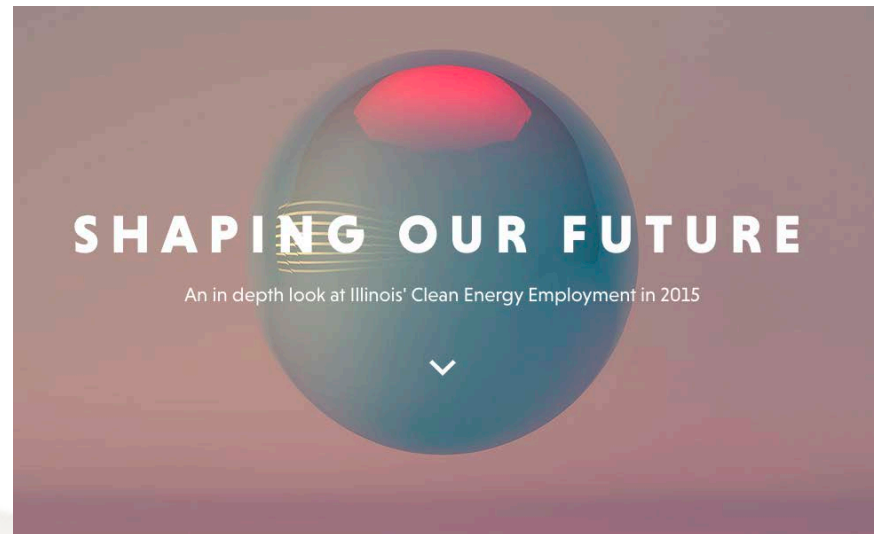 SHAPING OUR FUTURE
An in depth look at Illinois' Clean Energy Employment in 2015